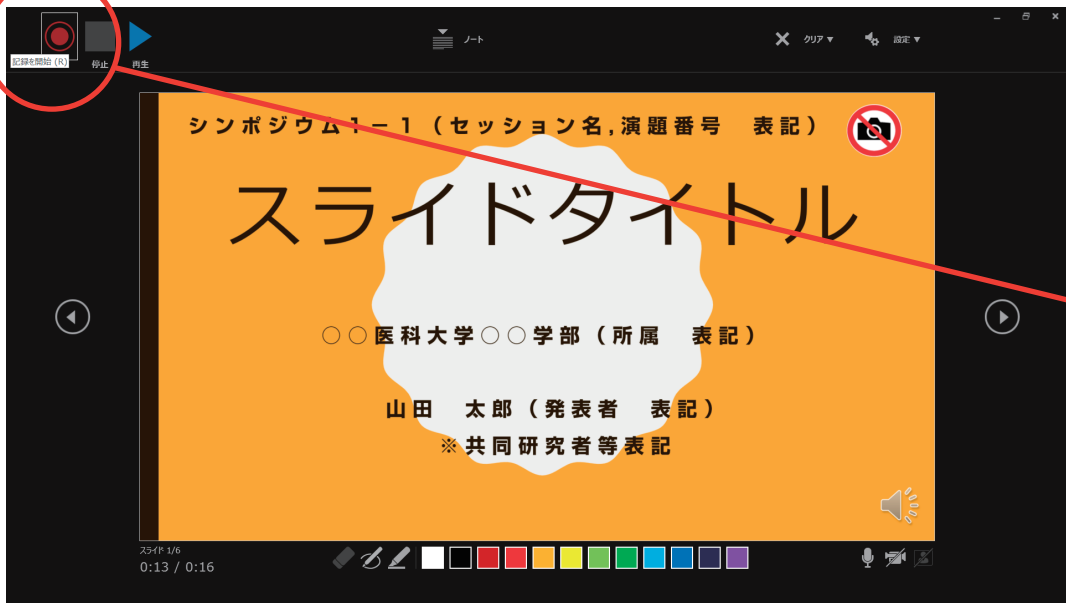 ノート
クリア▼
設定▼
記録を開始 (R)
停止
再生
シンポジウム１－１（セッション名,演題番号　表記）
スライドタイトル
○○医科大学○○学部（所属　表記）
山田　太郎（発表者　表記）
※共同研究者等表記
スライド 1/6
0:13 / 0:16